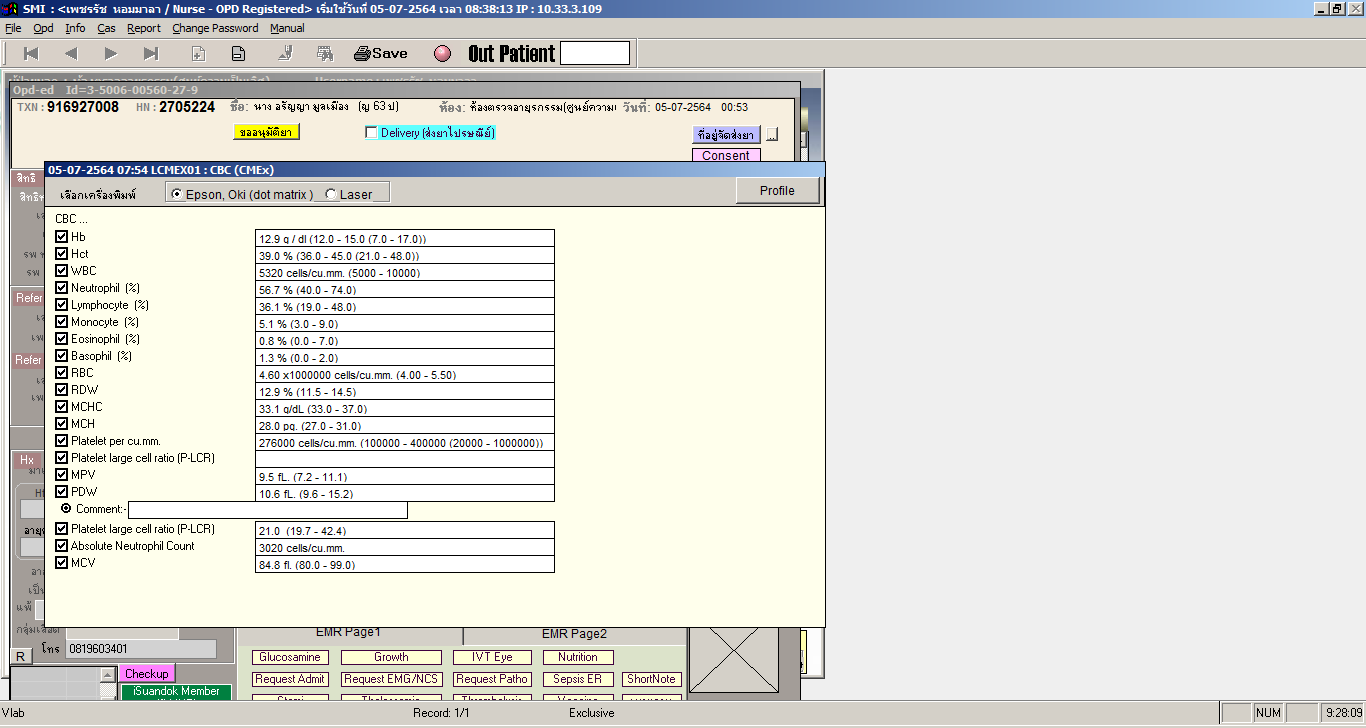 SMI : <เพชรรัช หอมมาลา / Nurse - OPD Registered> เริ่มใช้วันที่ 05-07-2564 เวลา 08:38:13 IP : 10.33.3.109
File Opd Info Cas Report Change Password Manual
Save Out Patient
Opd-ed Id=3-5006-00560-27-9
TXN : 916927008 HN : 2705224 ชื่อ: นาง อรัญญา มูลเมือง (ญ 63 ป) ห้อง: ห้องตรวจอายุรกรรม(ศูนย์ความ วันที่: 05-07-2564 00:53
ขออนุมัติยา Delivery (ส่งยาไปรษณีย์) ที่อยู่จัดส่งยา ...
Consent
05-07-2564 07:54 LCMEX01 : CBC (CMEx)
สิทธิ
เลือกเครื่องพิมพ์ Epson, Oki (dot matrix ) Laser Profile
CBC ...
Hb 12.9 g / dl (12.0 - 15.0 (7.0 - 17.0))
Hct 39.0 % (36.0 - 45.0 (21.0 - 48.0))
WBC 5320 cells/cu.mm. (5000 - 10000)
Neutrophil (%) 56.7 % (40.0 - 74.0)
Refer
Lymphocyte (%) 36.1 % (19.0 - 48.0)
Monocyte (%) 5.1 % (3.0 - 9.0)
Eosinophil (%) 0.8 % (0.0 - 7.0)
Basophil (%) 1.3 % (0.0 - 2.0)
Refer
RBC 4.60 x1000000 cells/cu.mm. (4.00 - 5.50)
RDW 12.9 % (11.5 - 14.5)
MCHC 33.1 g/dL (33.0 - 37.0)
MCH 28.0 pg. (27.0 - 31.0)
Platelet per cu.mm. 276000 cells/cu.mm. (100000 - 400000 (20000 - 1000000))
Hx
Platelet large cell ratio (P-LCR)
MPV 9.5 fL. (7.2 - 11.1)
PDW 10.6 fL. (9.6 - 15.2)
Comment:-
Platelet large cell ratio (P-LCR) 21.0 (19.7 - 42.4)
Absolute Neutrophil Count 3020 cells/cu.mm.
MCV 84.8 fl. (80.0 - 99.0)
แพ้
กลุ่มเลือด
EMR Page1 EMR Page2
R โทร 0819603401
Glucosamine Growth IVT Eye Nutrition
Checkup Request Admit Request EMG/NCS Request Patho Sepsis ER ShortNote
iSuandok Member
Vlab Record: 1/1 Exclusive NUM 9:28:09